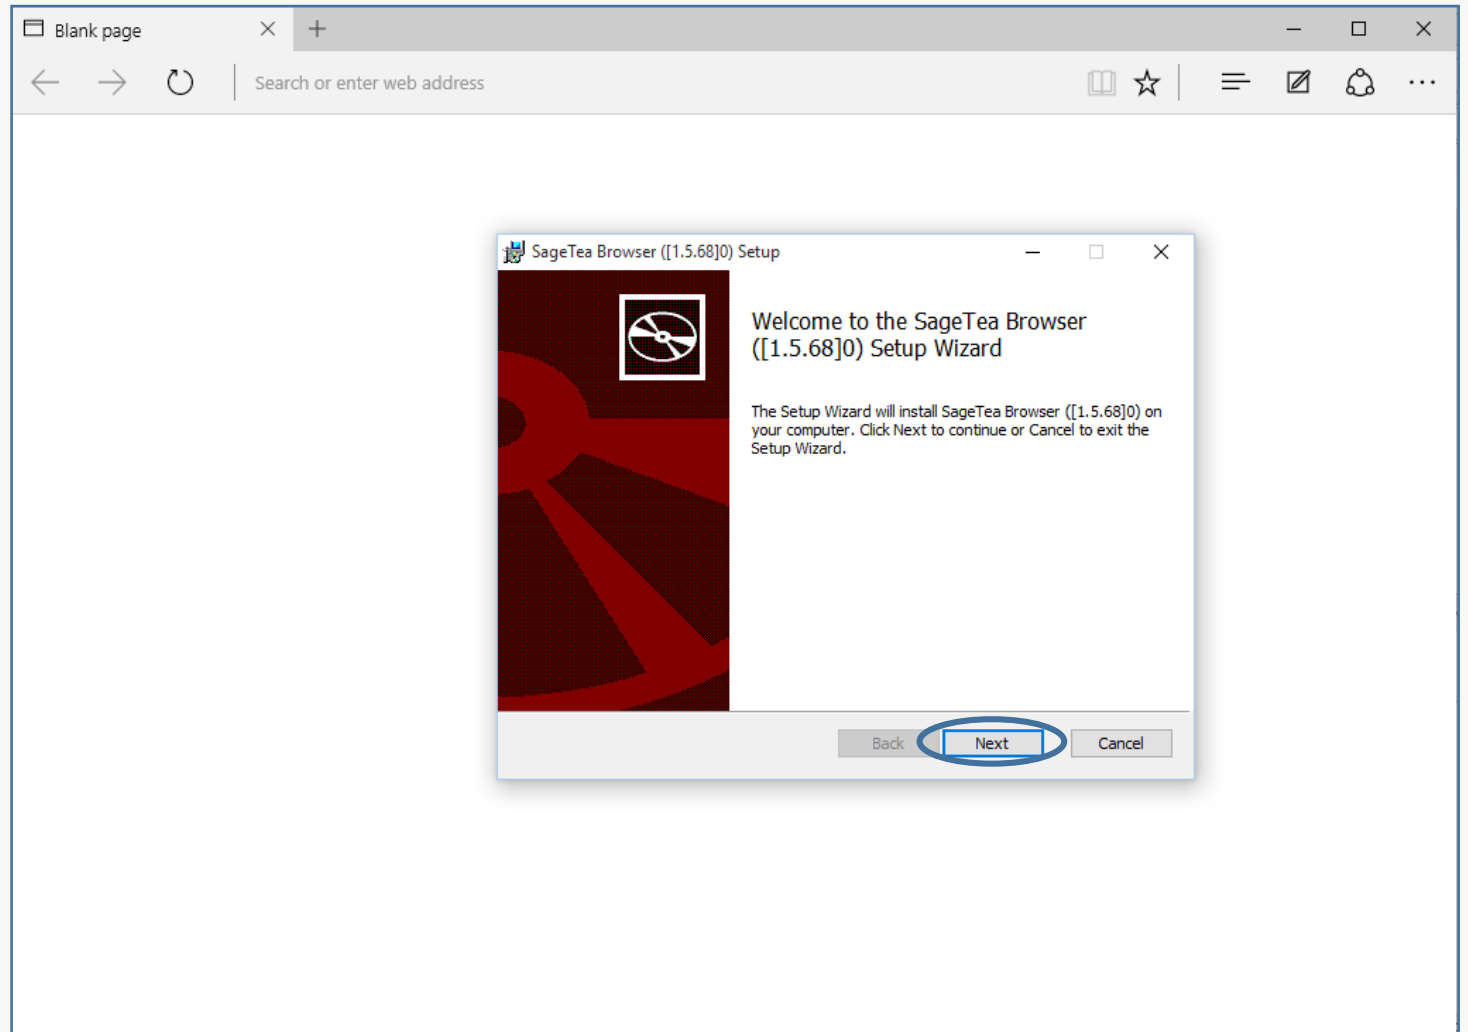 Blank page
Search or enter web address
SageTea Browser ([1.5.68]0) Setup
Welcome to the SageTea Browser
([1.5.68]0) Setup Wizard
The Setup Wizard will install SageTea Browser ([1.5.68]0) on
your computer. Click Next to continue or Cancel to exit the
Setup Wizard.
Back Next Cancel